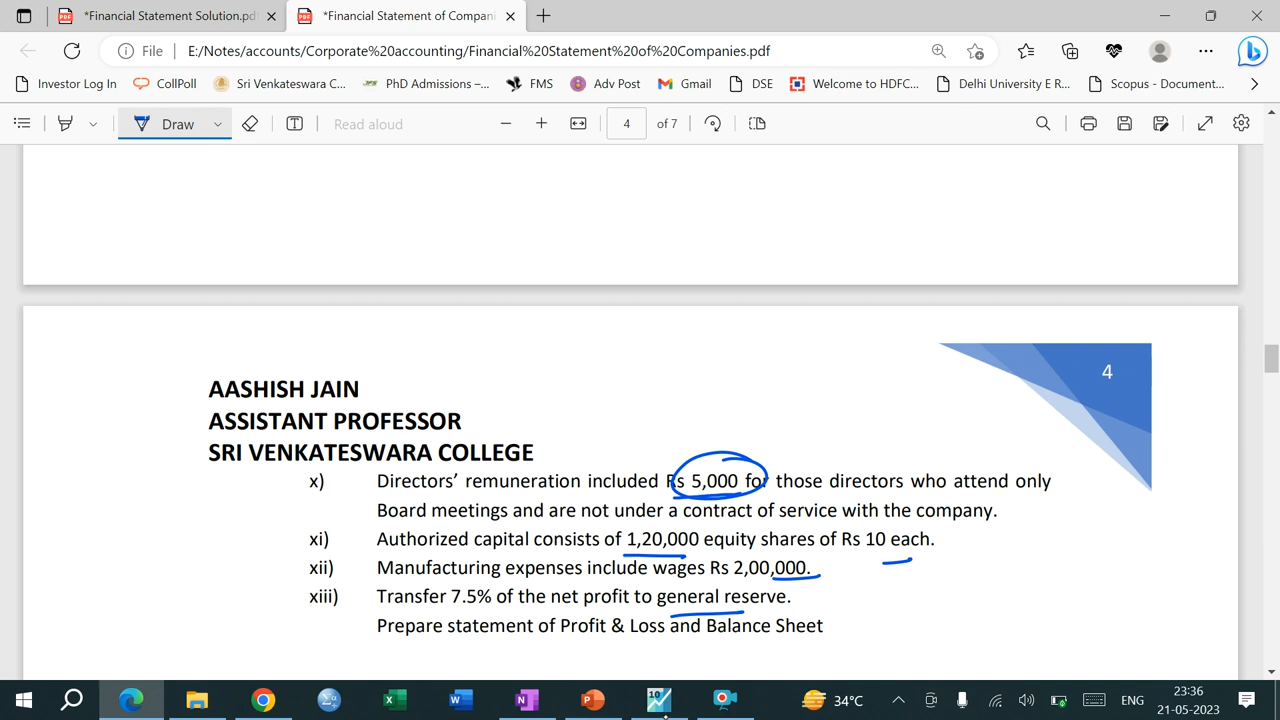 *Financial Statement Solution.pdf
*Financial Statement of Compani
File E:/Notes/accounts/Corporate%20accounting/Financial%20Statement%20of%20Companies.pdf
Investor Log In CollPoll Sri Venkateswara C... PhD Admissions –... FMS Adv Post Gmail DSE Welcome to HDFC... Delhi University E R... Scopus - Document...
Draw Read aloud 4 of 7
4
AASHISH JAIN
ASSISTANT PROFESSOR
SRI VENKATESWARA COLLEGE
x) Directors’ remuneration included Rs 5,000 for those directors who attend only
Board meetings and are not under a contract of service with the company.
xi) Authorized capital consists of 1,20,000 equity shares of Rs 10 each.
xii) Manufacturing expenses include wages Rs 2,00,000.
xiii) Transfer 7.5% of the net profit to general reserve.
Prepare statement of Profit & Loss and Balance Sheet
34°C ENG 23:36
21-05-2023